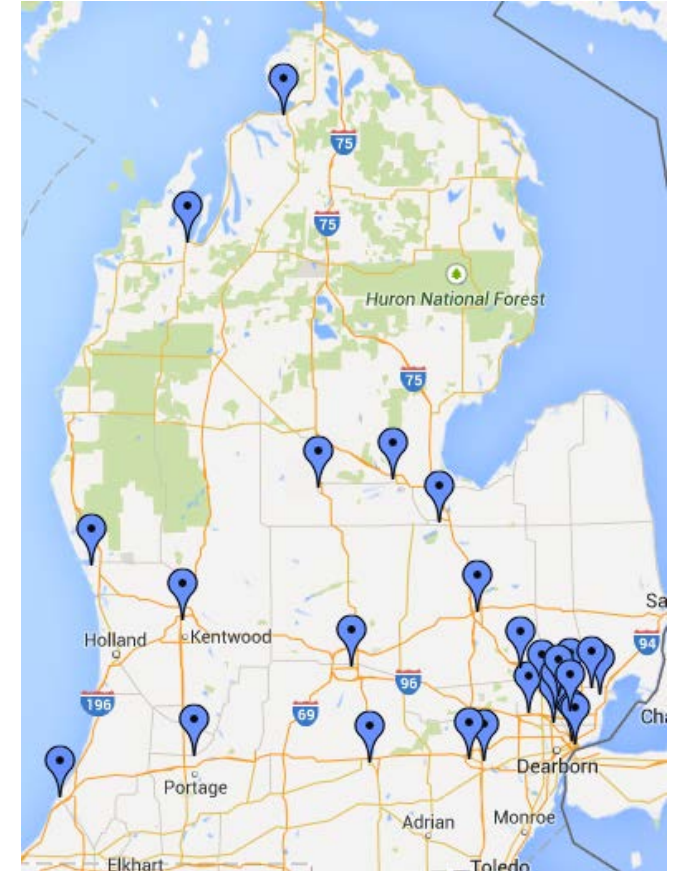 75
75
Huron National Forest
75
Sa
Holland
Kentwood
94
96
196
69
Cha
Dearborn
Portage
Adrian
Monroe
Elkhart
Toledo